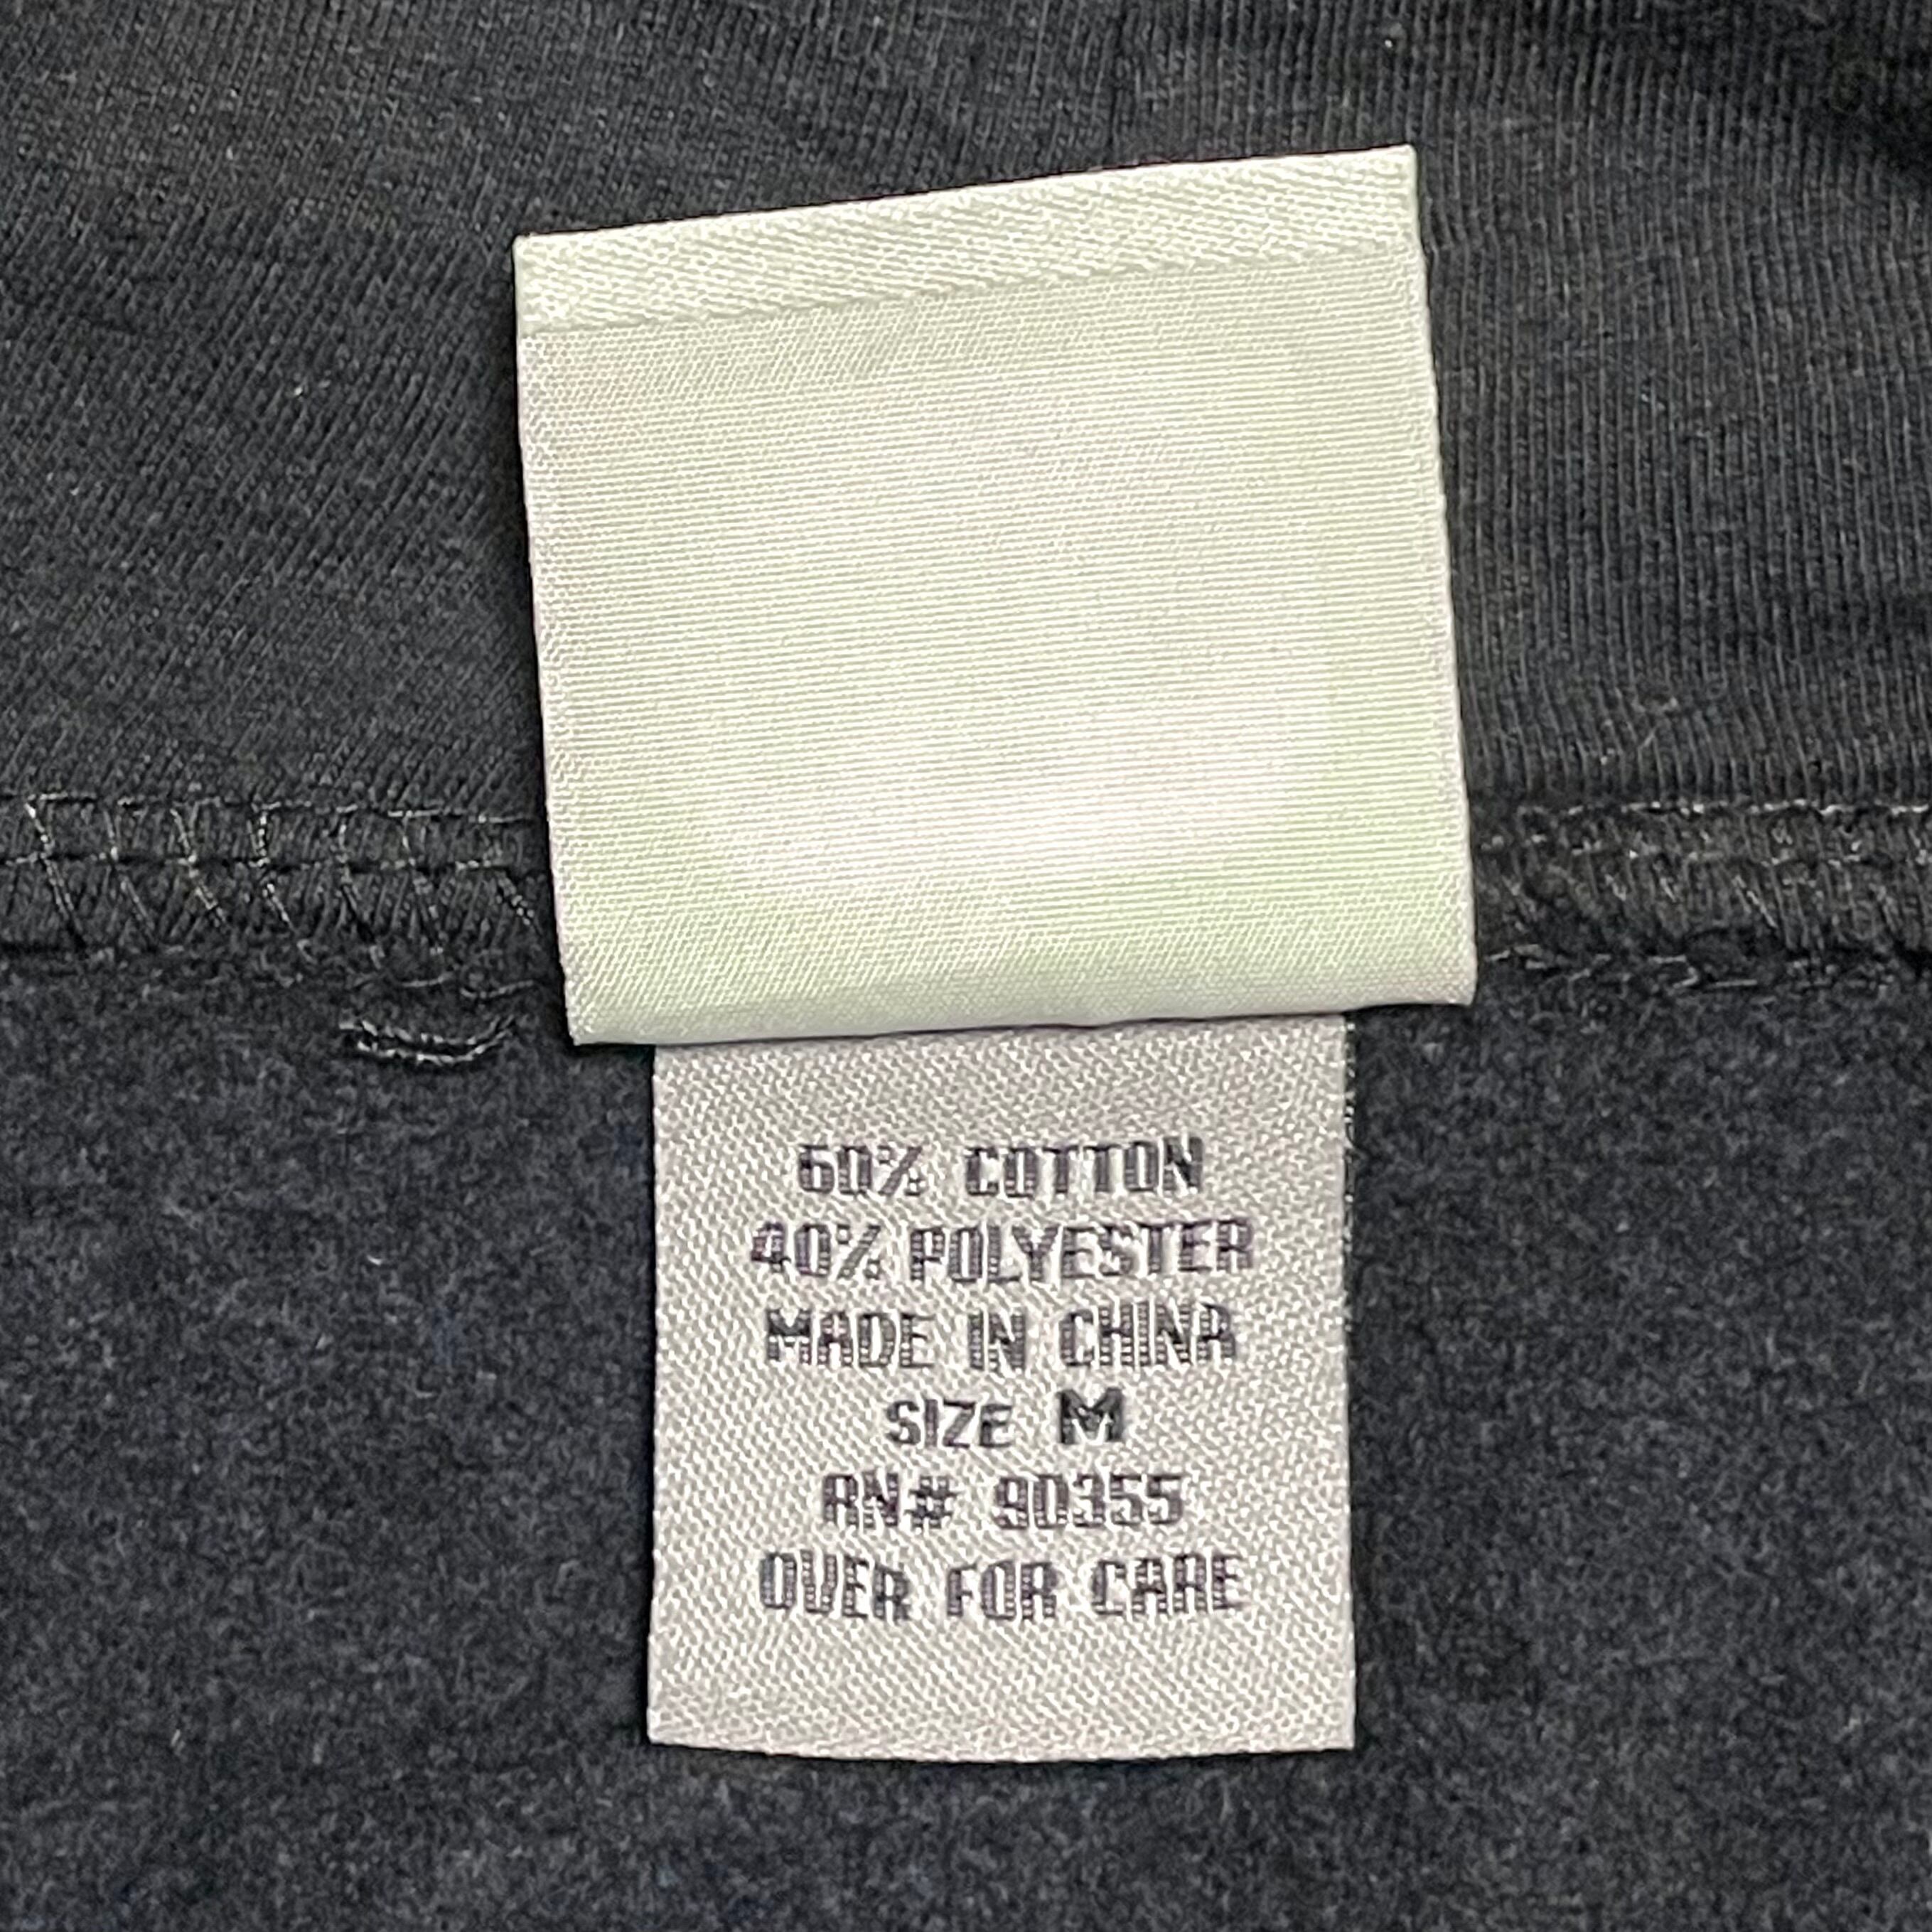 60% COTTON
40% POLYESTER
MADE IN CHINA
SIZE M
RN# 90355
OVER FOR CARE